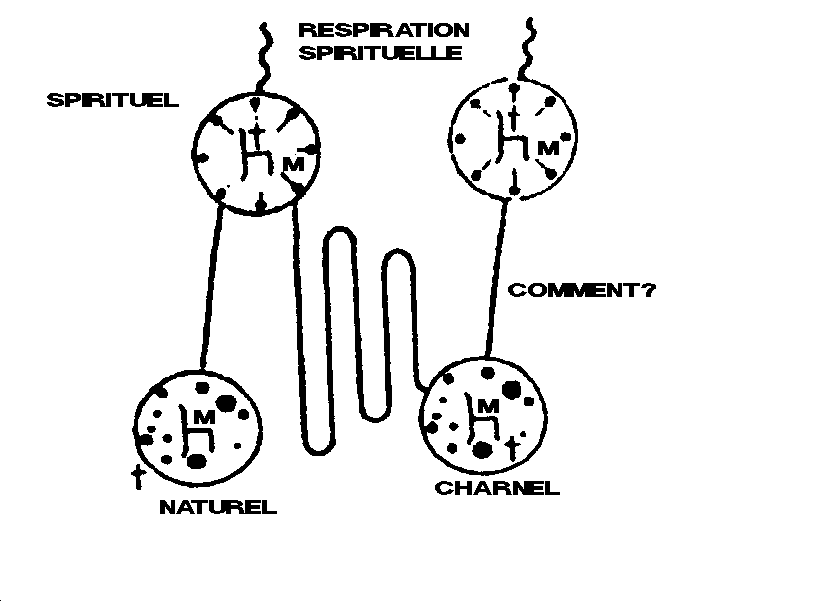 RESPIRATION
SPIRITUELLE
SPIRITUEL
M
M
COMMENT?
M
M
NATUREL
CHARNEL